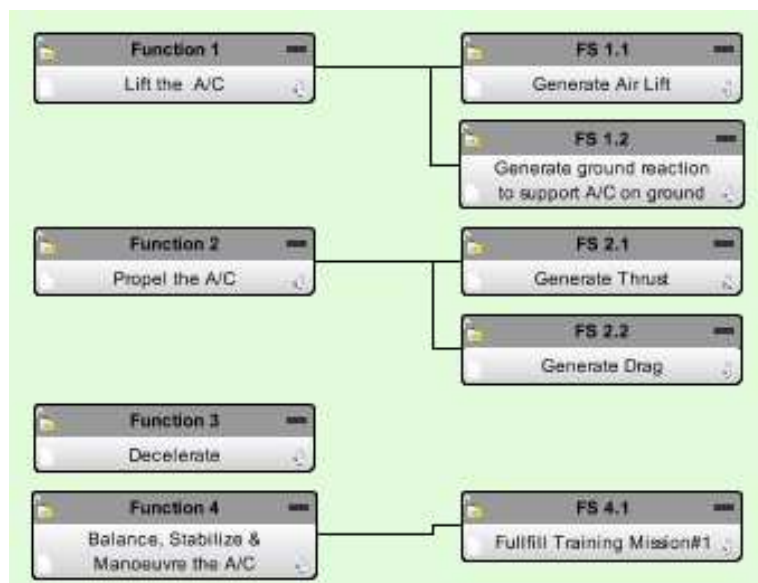 Function 1
Lift the A/C
FS 1.1
Generate Air Lift
FS 1.2
Generate ground reaction
to support A/C on ground
Function 2
Propel the A/C
FS 2.1
Generate Thrust
FS 2.2
Generate Drag
Function 3
Decelerate
Function 4
Balance, Stabilize &
Manoeuvre the A/C
FS 4.1
Fullfill Training Mission#1